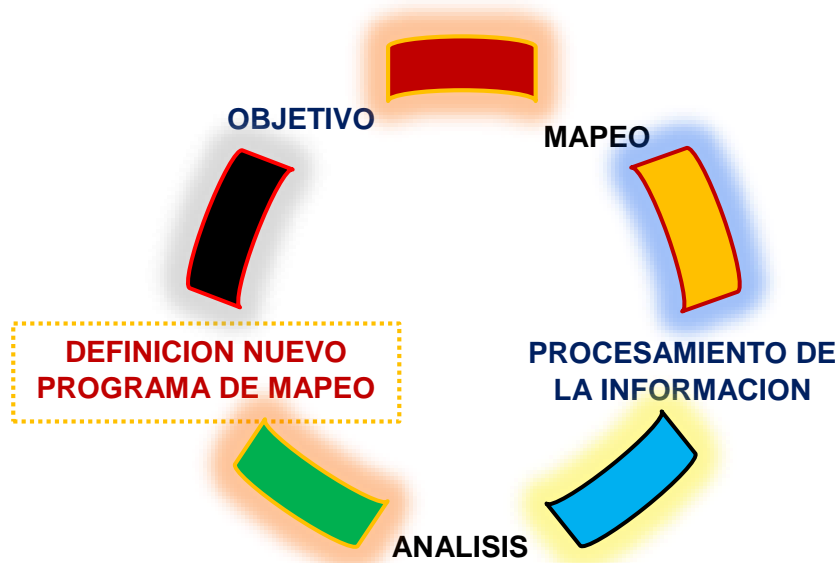 OBJETIVO
MAPEO
DEFINICION NUEVO
PROGRAMA DE MAPEO
PROCESAMIENTO DE
LA INFORMACION
ANALISIS